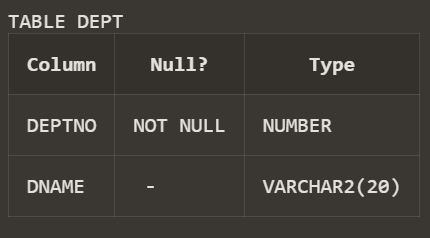 TABLE DEPT
Column Null? Type
DEPTNO NOT NULL NUMBER
DNAME - VARCHAR2(20)